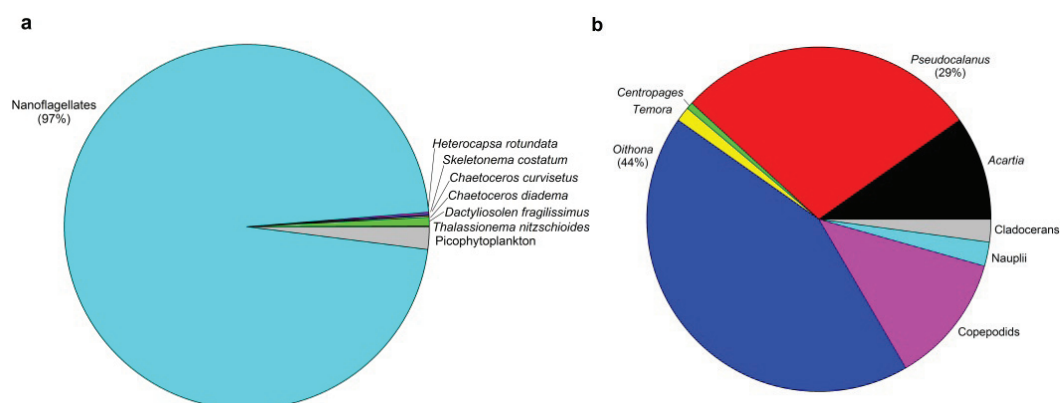 a
Nanoflagellates
(97%)
Heterocapsa rotundata
Skeletonema costatum
Chaetoceros curvisetus
Chaetoceros diadema
Dactyliosolen fragilissimus
Thalassionema nitzschioides
Picophytoplankton
b
Pseudocalanus
(29%)
Centropages
Temora
Oithona
(44%)
Acartia
Cladocerans
Nauplii
Copepodids